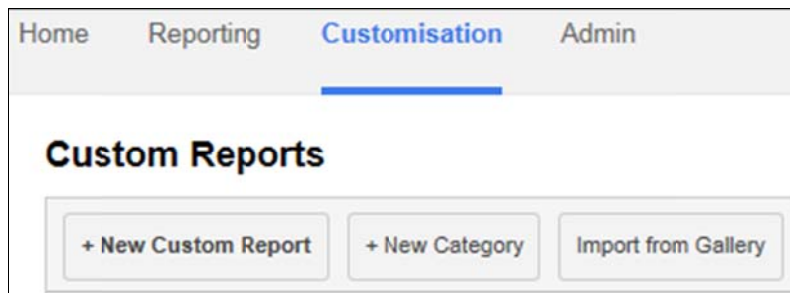 Home Reporting Customisation Admin
Custom Reports
+ New Custom Report + New Category Import from Gallery